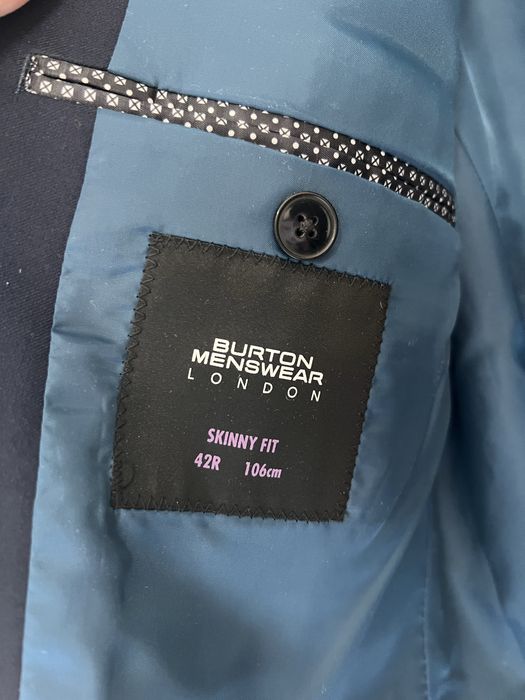 BURTON
MENSWEAR
LONDON
SKINNY FIT
42R 106cm